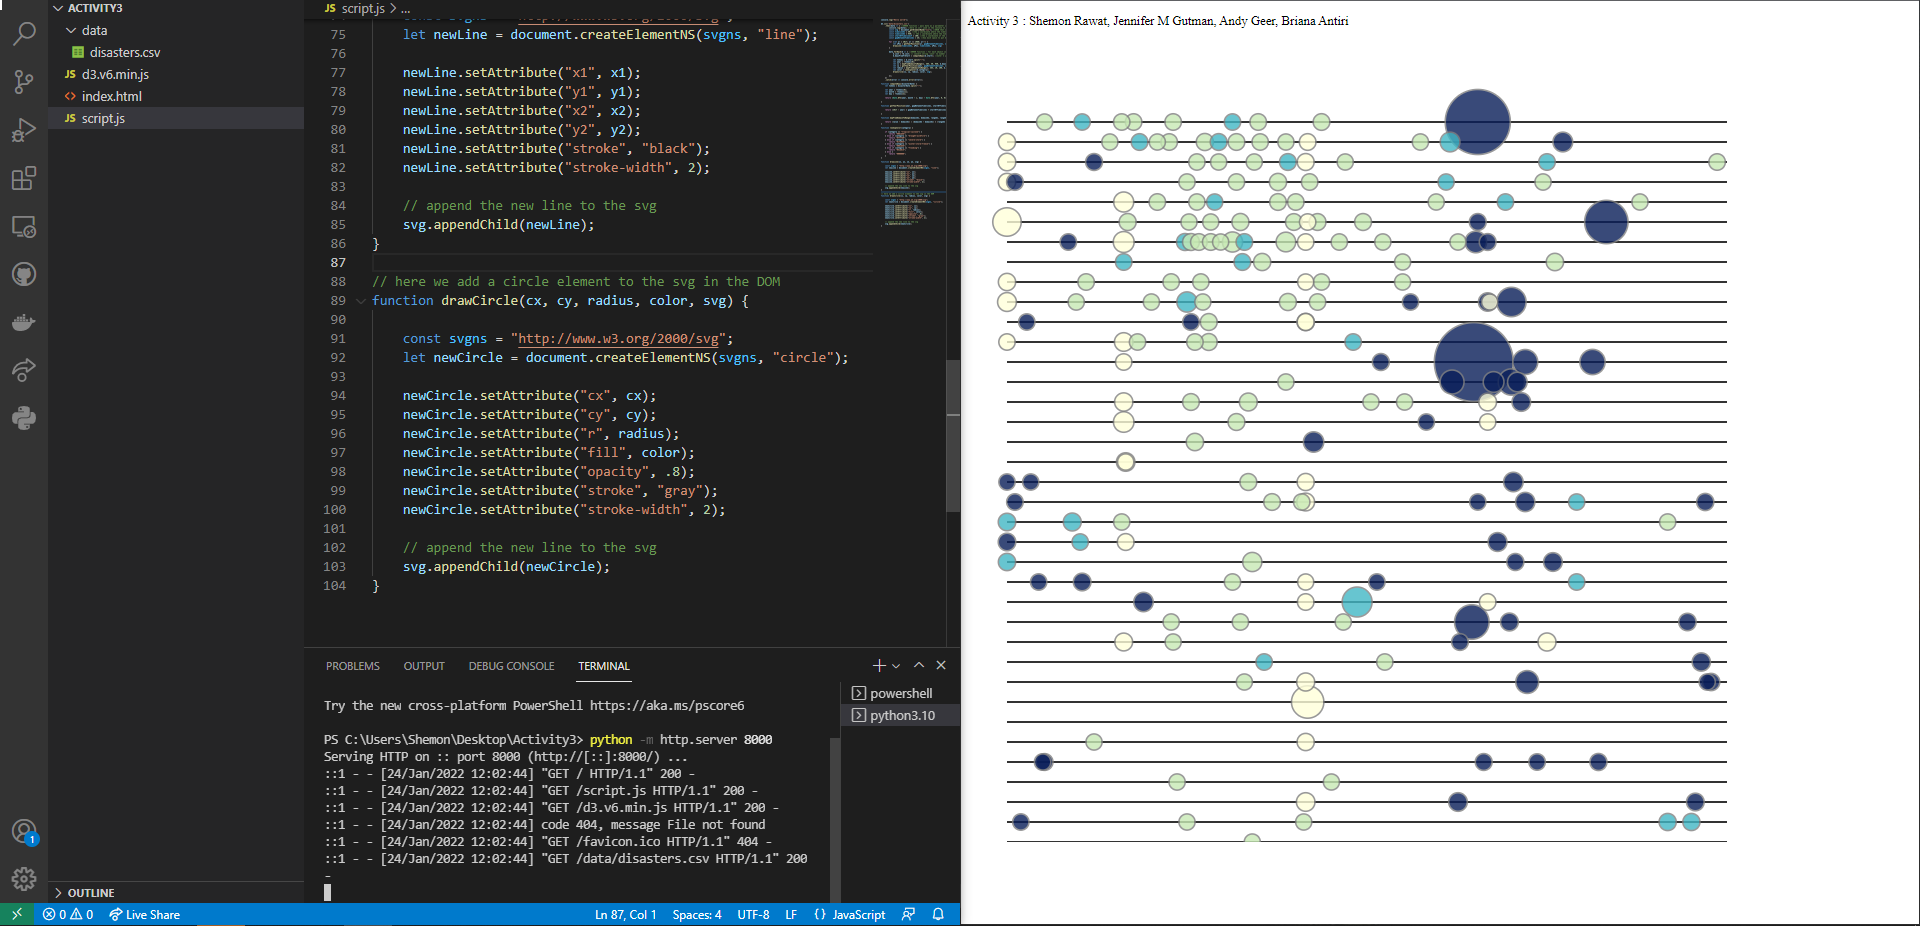 ACTIVITY3
data
disasters.csv
JS d3.v6.min.js
<> index.html
JS script.js
OUTLINE
JS script.js > ...
75 let newLine = document.createElementNS(svgns, "line");
76
77 newLine.setAttribute("x1", x1);
78 newLine.setAttribute("y1", y1);
79 newLine.setAttribute("x2", x2);
80 newLine.setAttribute("y2", y2);
81 newLine.setAttribute("stroke", "black");
82 newLine.setAttribute("stroke-width", 2);
83
84 // append the new line to the svg
85 svg.appendChild(newLine);
86 }
87
88 // here we add a circle element to the svg in the DOM
89 function drawCircle(cx, cy, radius, color, svg) {
90
91 const svgns = "http://www.w3.org/2000/svg";
92 let newCircle = document.createElementNS(svgns, "circle");
93
94 newCircle.setAttribute("cx", cx);
95 newCircle.setAttribute("cy", cy);
96 newCircle.setAttribute("r", radius);
97 newCircle.setAttribute("fill", color);
98 newCircle.setAttribute("opacity", .8);
99 newCircle.setAttribute("stroke", "gray");
100 newCircle.setAttribute("stroke-width", 2);
101
102 // append the new line to the svg
103 svg.appendChild(newCircle);
104 }
PROBLEMS OUTPUT DEBUG CONSOLE TERMINAL
powershell
python3.10
Try the new cross-platform PowerShell https://aka.ms/pscore6
PS C:\Users\Shemon\Desktop\Activity3> python -m http.server 8000
Serving HTTP on :: port 8000 (http://[::]:8000/) ...
::1 - - [24/Jan/2022 12:02:44] "GET / HTTP/1.1" 200 -
::1 - - [24/Jan/2022 12:02:44] "GET /script.js HTTP/1.1" 200 -
::1 - - [24/Jan/2022 12:02:44] "GET /d3.v6.min.js HTTP/1.1" 200 -
::1 - - [24/Jan/2022 12:02:44] code 404, message File not found
::1 - - [24/Jan/2022 12:02:44] "GET /favicon.ico HTTP/1.1" 404 -
::1 - - [24/Jan/2022 12:02:44] "GET /data/disasters.csv HTTP/1.1" 200
-
1
0 0 Live Share Ln 87, Col 1 Spaces: 4 UTF-8 LF {} JavaScript
Activity 3 : Shemon Rawat, Jennifer M Gutman, Andy Geer, Briana Antiri